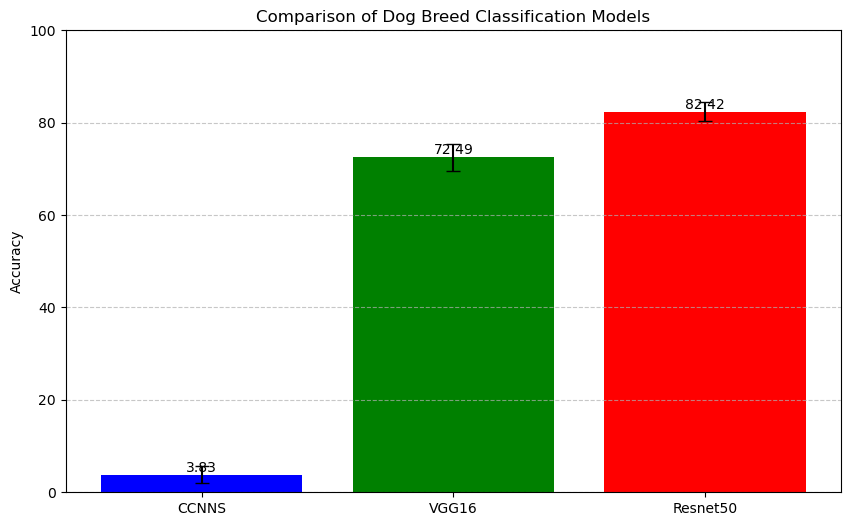 Comparison of Dog Breed Classification Models
Accuracy
100
80
60
40
20
0
3.83
72.49
82.42
CCNNS
VGG16
Resnet50